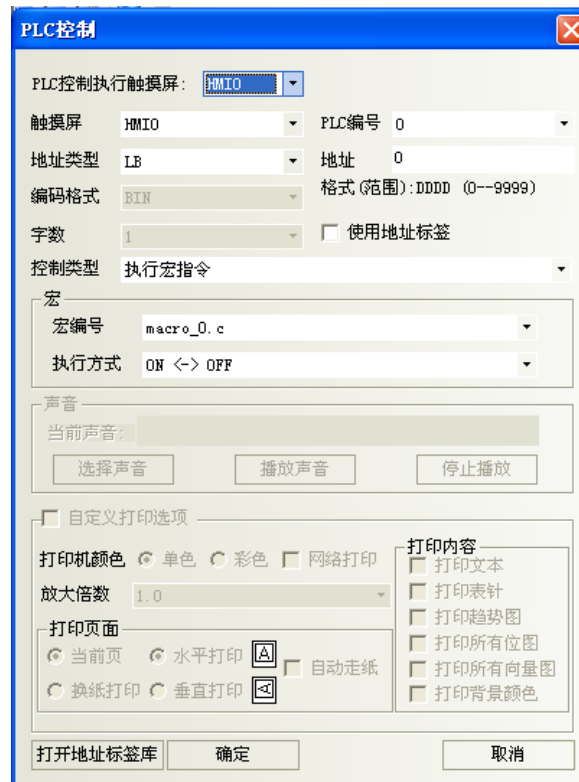 PLC控制
PLC控制执行触摸屏: HMI0
触摸屏 HMI0 PLC编号 0
地址类型 LB 地址 0
编码格式 BIN 格式(范围):DDDD (0--9999)
字数 1 使用地址标签
控制类型 执行宏指令
宏
宏编号 macro_0.c
执行方式 ON <-> OFF
声音
当前声音:
选择声音 播放声音 停止播放
自定义打印选项
打印机颜色 单色 彩色 网络打印
放大倍数 1.0
打印页面
当前页 水平打印 A 自动走纸
换纸打印 垂直打印 A
打印内容
打印文本
打印表针
打印趋势图
打印所有位图
打印所有向量图
打印背景颜色
打开地址标签库 确定 取消